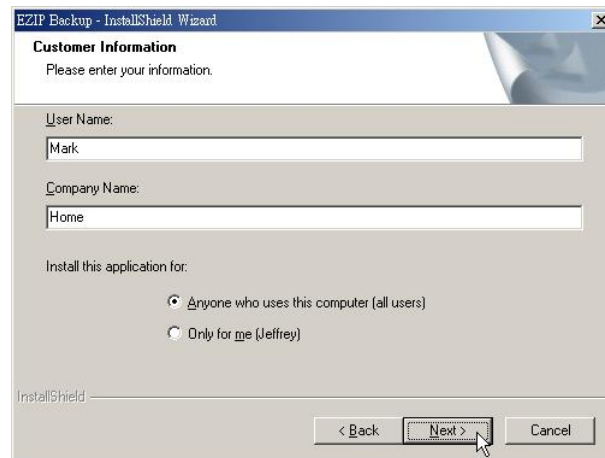 EZIP Backup - InstallShield Wizard
Customer Information
Please enter your information.
User Name:
Mark
Company Name:
Home
Install this application for:
Anyone who uses this computer (all users)
Only for me (Jeffrey)
InstallShield
< Back
Next >
Cancel